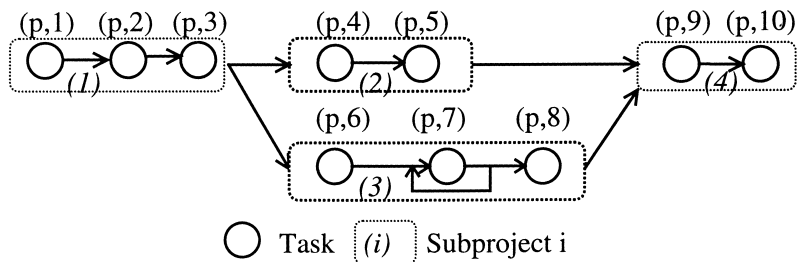 (p,1) (p,2) (p,3) (p,4) (p,5) (p,9) (p,10)
(1) (2) (4)
(p,6) (p,7) (p,8)
(3)
Task (i) Subproject i